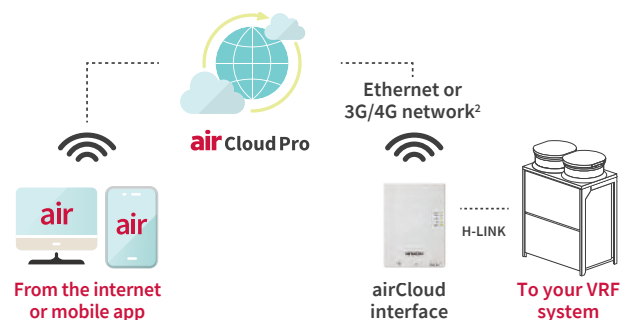 Ethernet or
3G/4G network²
air Cloud Pro
air
air
HITACHI
H-LINK
From the internet
or mobile app
airCloud
interface
To your VRF
system